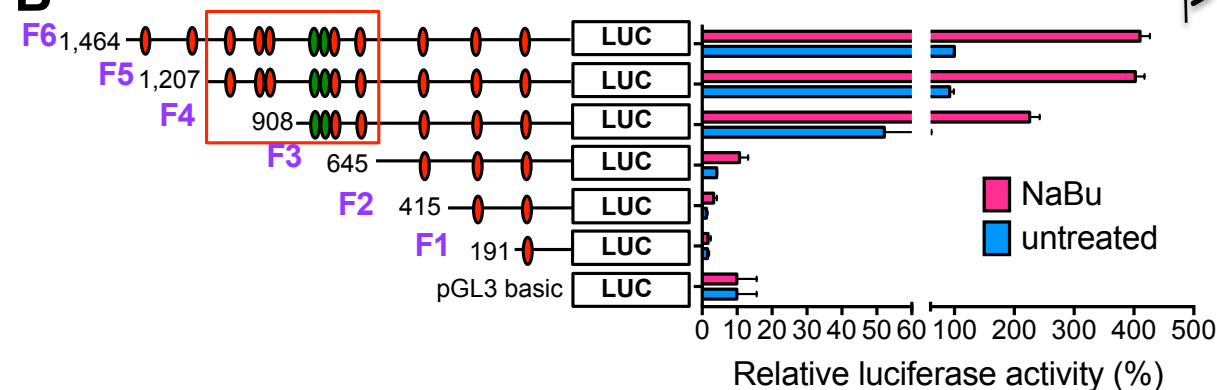 B
F6 1,464 LUC
F5 1,207 LUC
F4 908 LUC
F3 645 LUC
F2 415 LUC
F1 191 LUC
pGL3 basic LUC
NaBu
untreated
0 10 20 30 40 50 60 100 200 300 400 500
Relative luciferase activity (%)